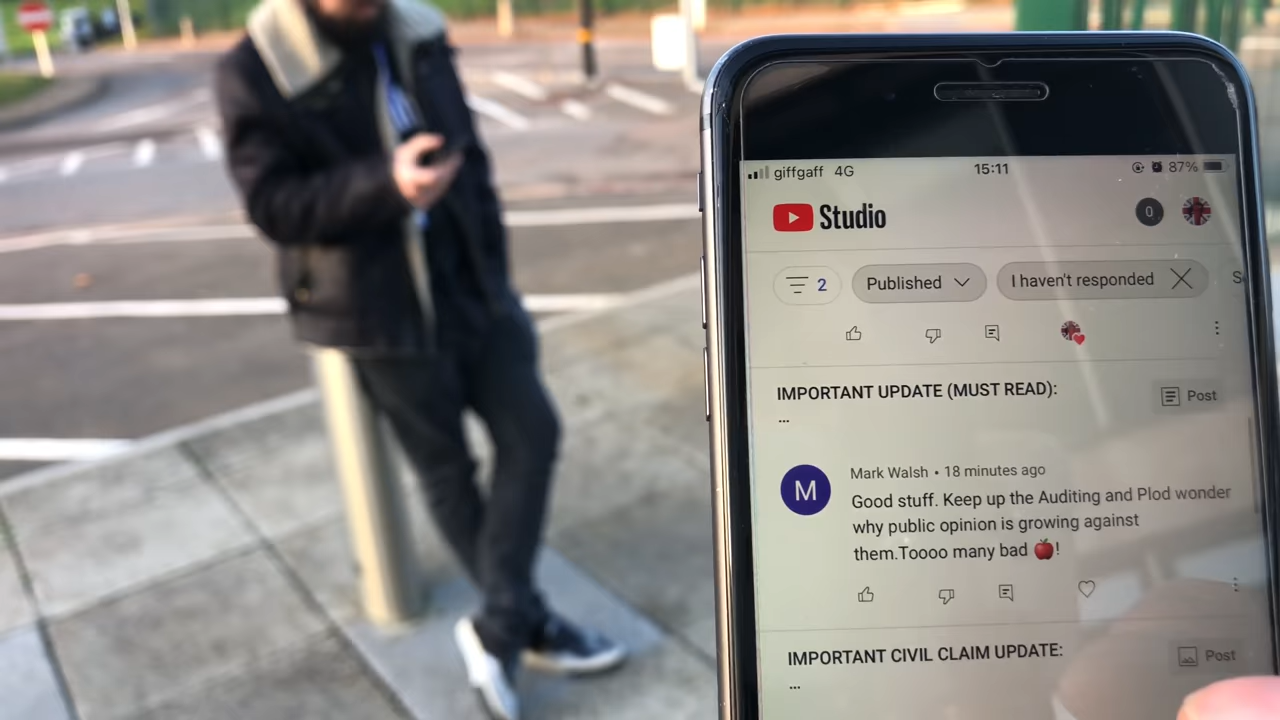 giffgaff 4G 15:11 87%
Studio 0
2 Published I haven't responded
IMPORTANT UPDATE (MUST READ): Post
...
M Mark Walsh • 18 minutes ago
Good stuff. Keep up the Auditing and Plod wonder
why public opinion is growing against
them.Toooo many bad 🍎!
IMPORTANT CIVIL CLAIM UPDATE: Post
...